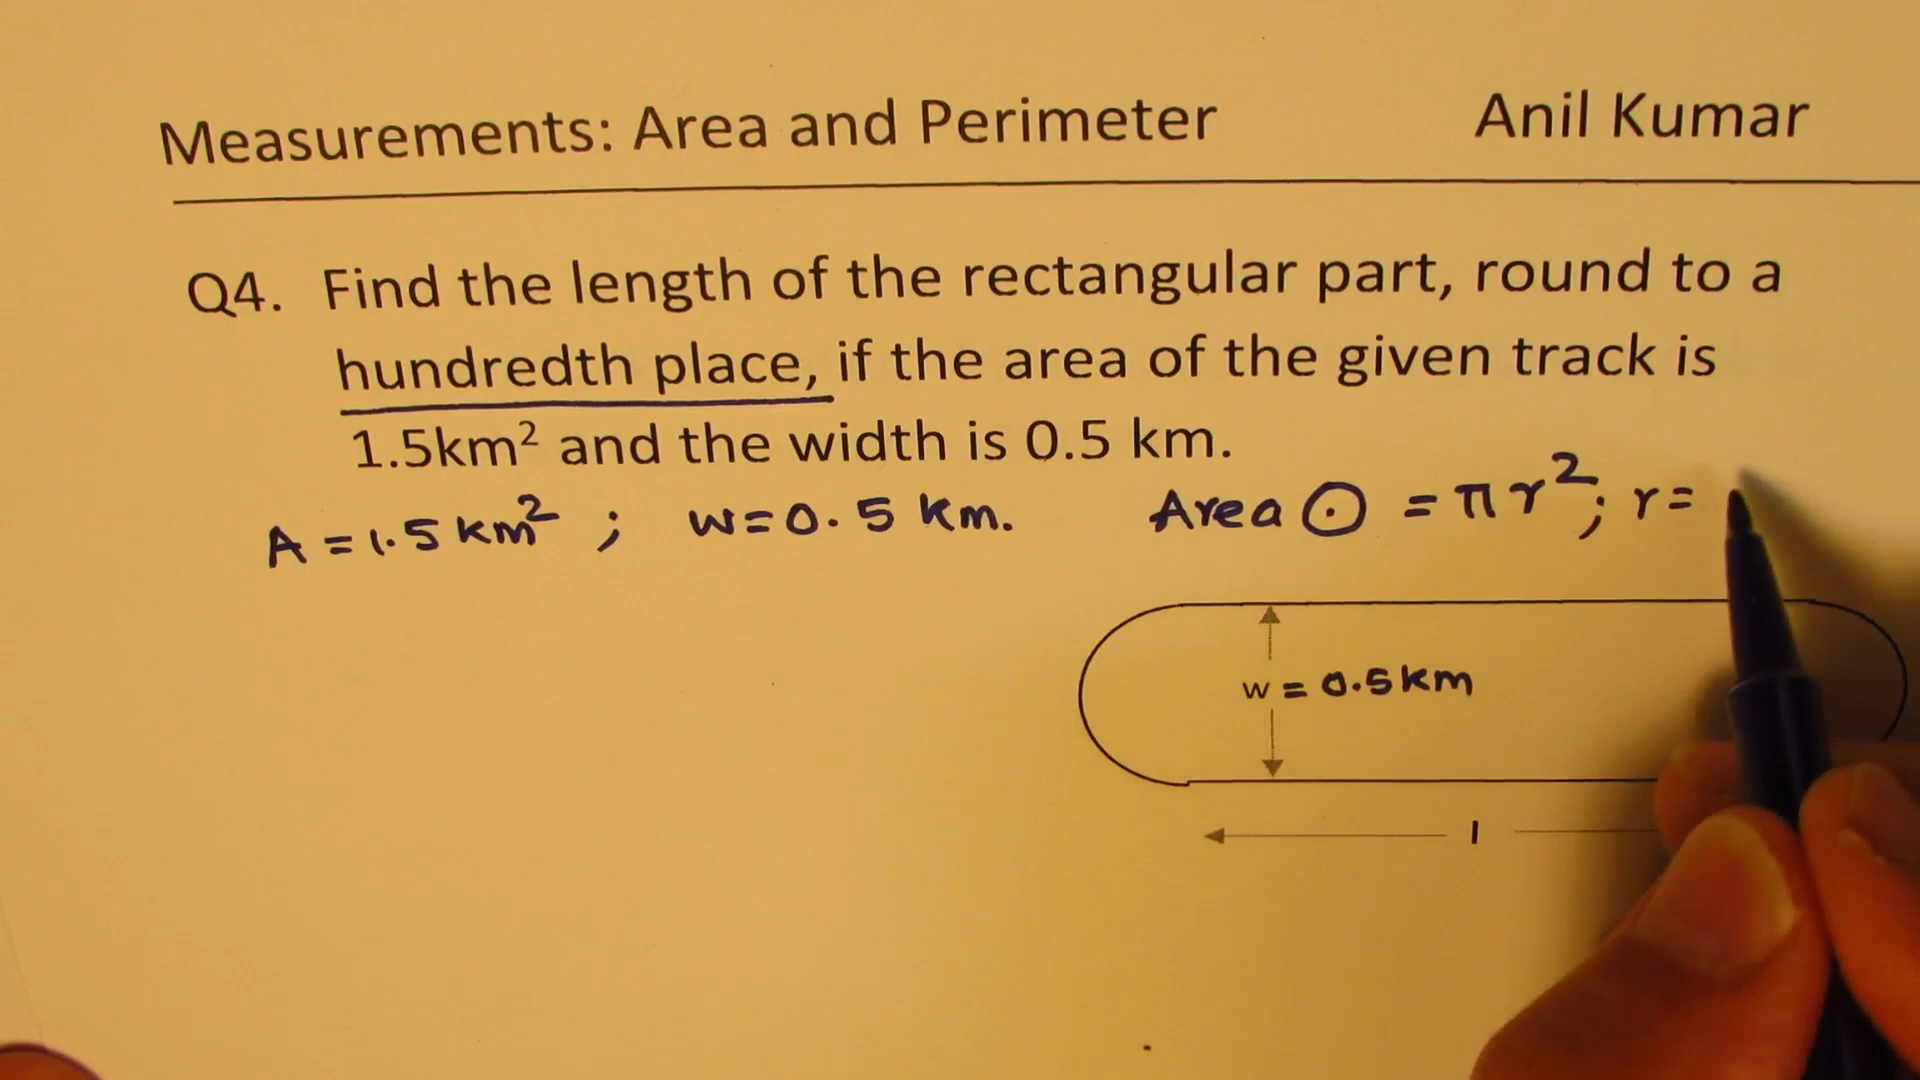 Measurements: Area and Perimeter Anil Kumar
Q4. Find the length of the rectangular part, round to a
hundredth place, if the area of the given track is
1.5km² and the width is 0.5 km.
A = 1.5 km² ; w = 0.5 km. Area ⊙ = πr²; r =
w = 0.5 km
l